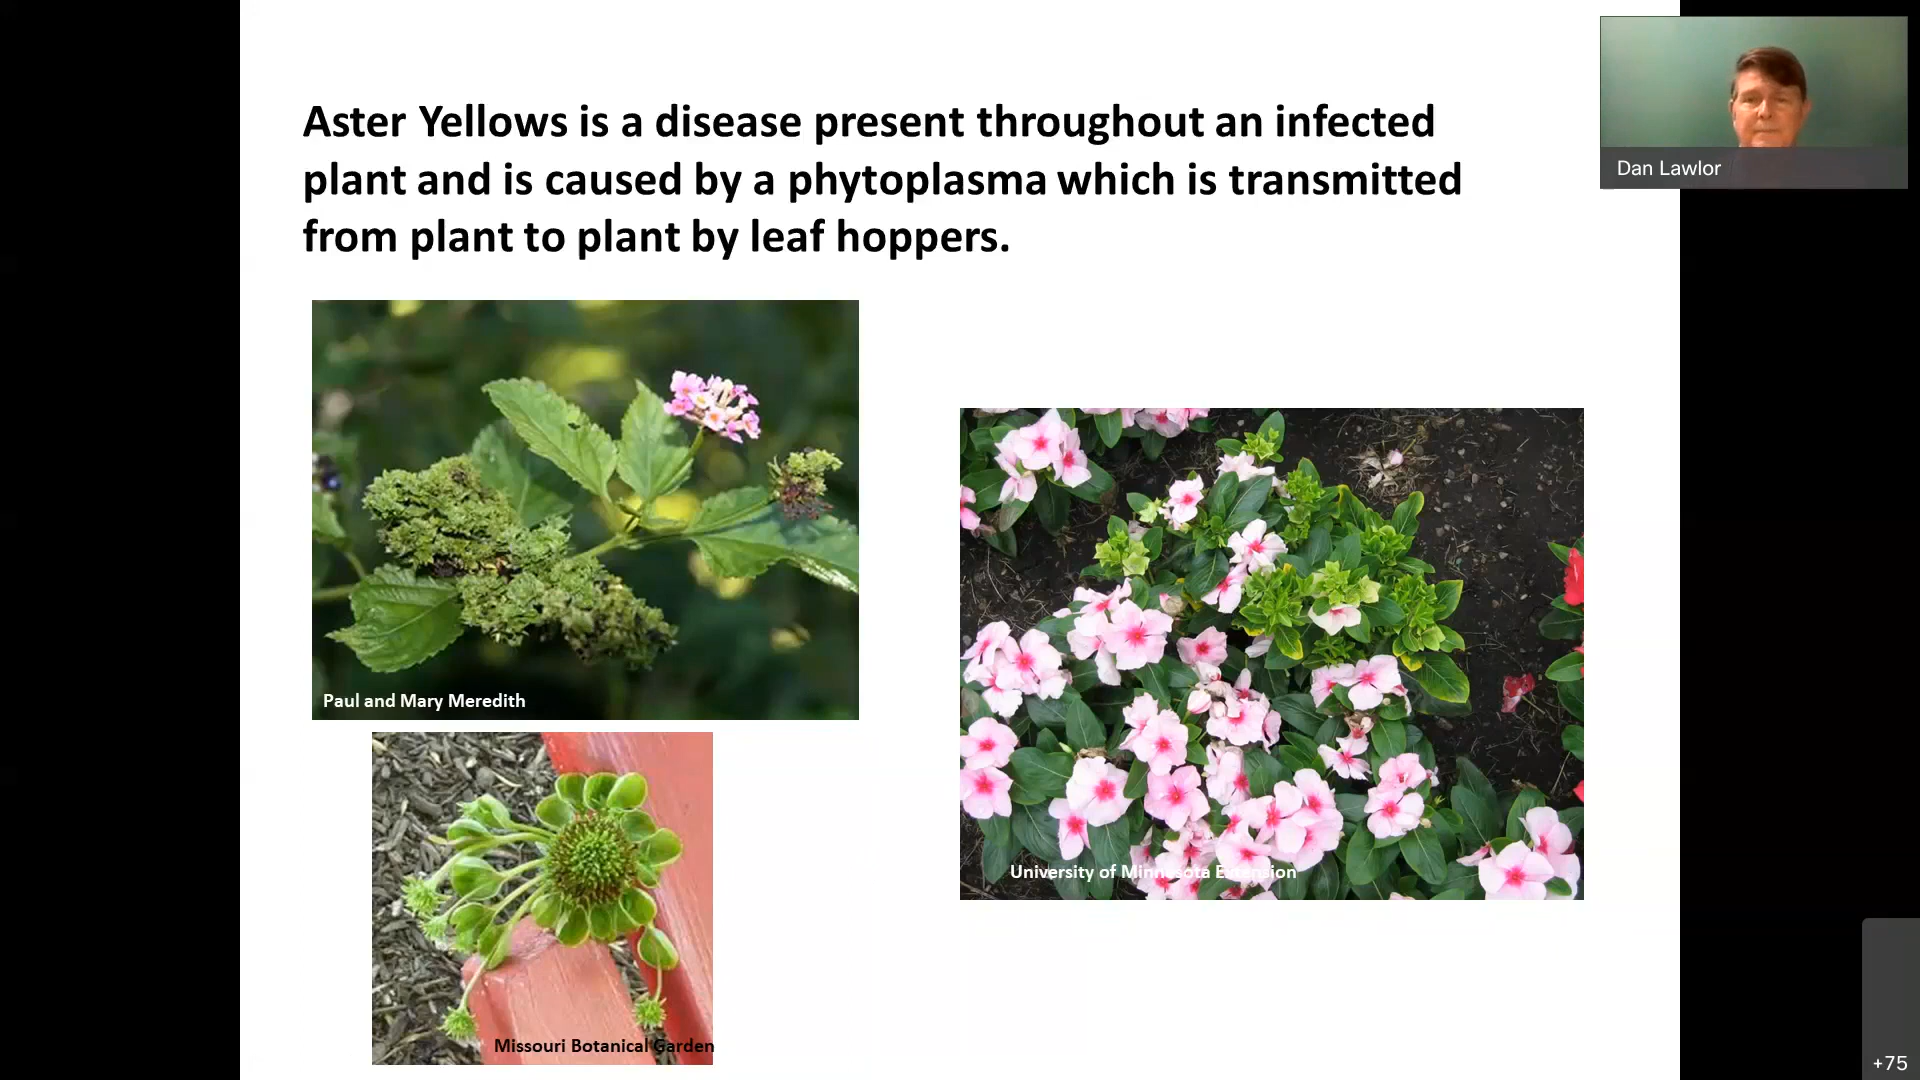 Aster Yellows is a disease present throughout an infected
plant and is caused by a phytoplasma which is transmitted
from plant to plant by leaf hoppers.
Dan Lawlor
Paul and Mary Meredith
University of Minnesota Extension
Missouri Botanical Garden
+75